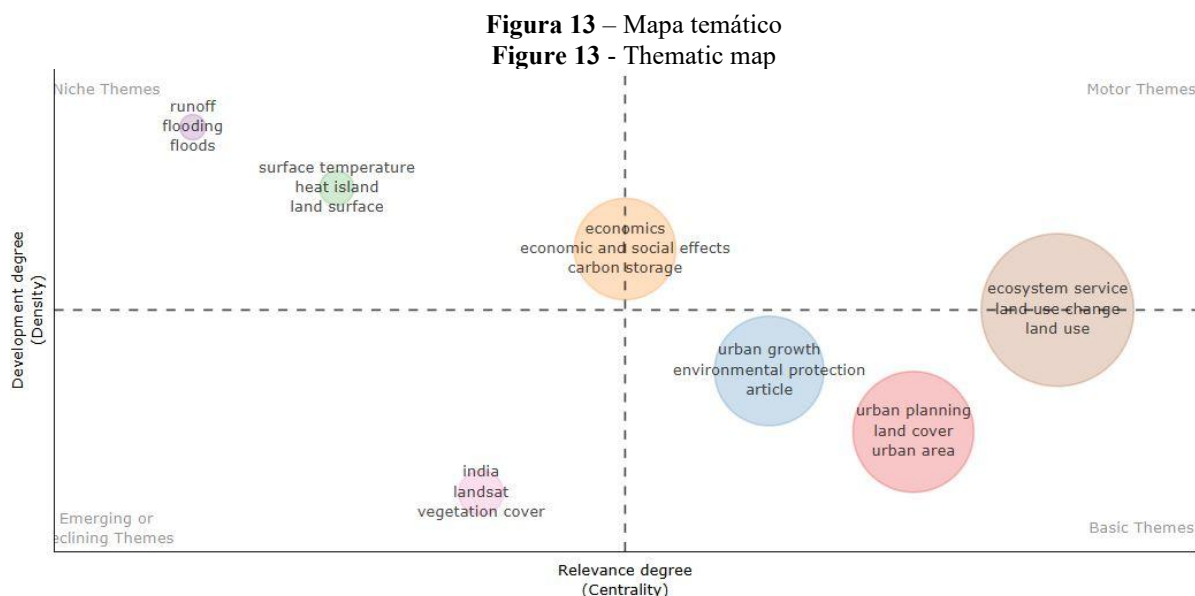 Figura 13 – Mapa temático
Figure 13 - Thematic map
Niche Themes
Motor Themes
runoff
flooding
floods
surface temperature
heat island
land surface
economics
economic and social effects
carbon storage
ecosystem service
land use change
land use
urban growth
environmental protection
article
urban planning
land cover
urban area
india
landsat
vegetation cover
Emerging or
eclining Themes
Basic Themes
Development degree
(Density)
Relevance degree
(Centrality)